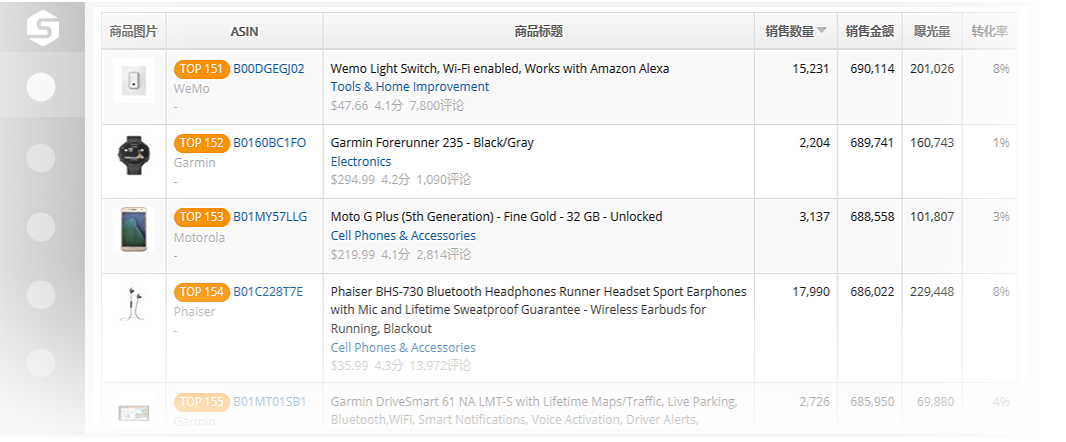 商品图片 ASIN 商品标题 销售数量 销售金额 曝光量 转化率
TOP 151 B00DGEGJ02 Wemo Light Switch, Wi-Fi enabled, Works with Amazon Alexa 15,231 690,114 201,026 8%
WeMo Tools & Home Improvement
- $47.66 4.1分 7,800评论
TOP 152 B0160BC1FO Garmin Forerunner 235 - Black/Gray 2,204 689,741 160,743 1%
Garmin Electronics
- $294.99 4.2分 1,090评论
TOP 153 B01MY57LLG Moto G Plus (5th Generation) - Fine Gold - 32 GB - Unlocked 3,137 688,558 101,807 3%
Motorola Cell Phones & Accessories
- $219.99 4.1分 2,814评论
TOP 154 B01C228T7E Phaiser BHS-730 Bluetooth Headphones Runner Headset Sport Earphones 17,990 686,022 229,448 8%
Phaiser with Mic and Lifetime Sweatproof Guarantee - Wireless Earbuds for
- Running, Blackout
Cell Phones & Accessories
$35.99 4.3分 13,972评论
TOP 155 B01MT01SB1 Garmin DriveSmart 61 NA LMT-S with Lifetime Maps/Traffic, Live Parking, 2,726 685,950 69,880 4%
Garmin Bluetooth,WiFi, Smart Notifications, Voice Activation, Driver Alerts,